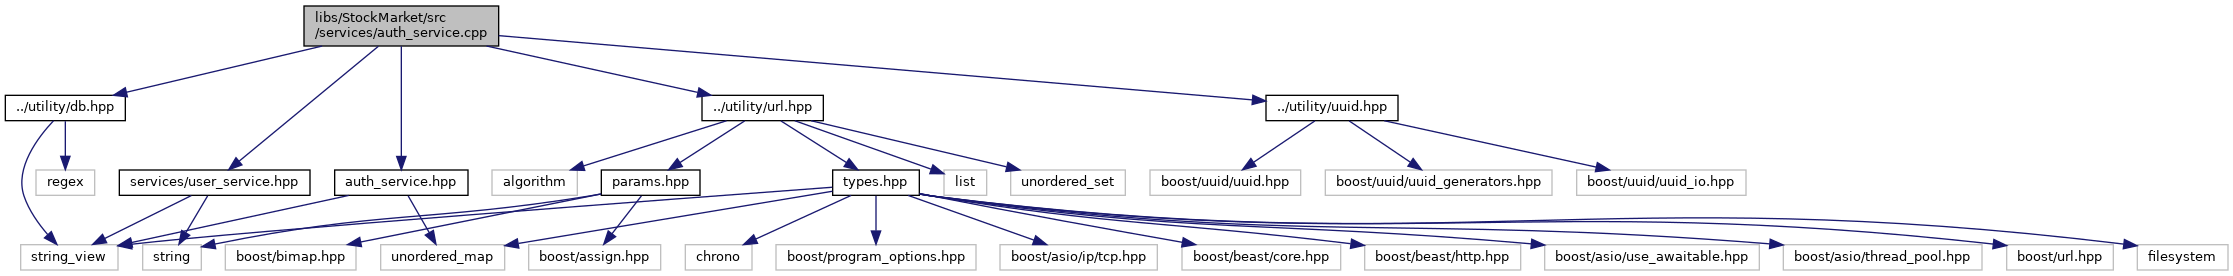 libs/StockMarket/src
/services/auth_service.cpp
../utility/db.hpp
../utility/url.hpp
../utility/uuid.hpp
regex
services/user_service.hpp
auth_service.hpp
algorithm
params.hpp
types.hpp
list
unordered_set
boost/uuid/uuid.hpp
boost/uuid/uuid_generators.hpp
boost/uuid/uuid_io.hpp
string_view
string
boost/bimap.hpp
unordered_map
boost/assign.hpp
chrono
boost/program_options.hpp
boost/asio/ip/tcp.hpp
boost/beast/core.hpp
boost/beast/http.hpp
boost/asio/use_awaitable.hpp
boost/asio/thread_pool.hpp
boost/url.hpp
filesystem